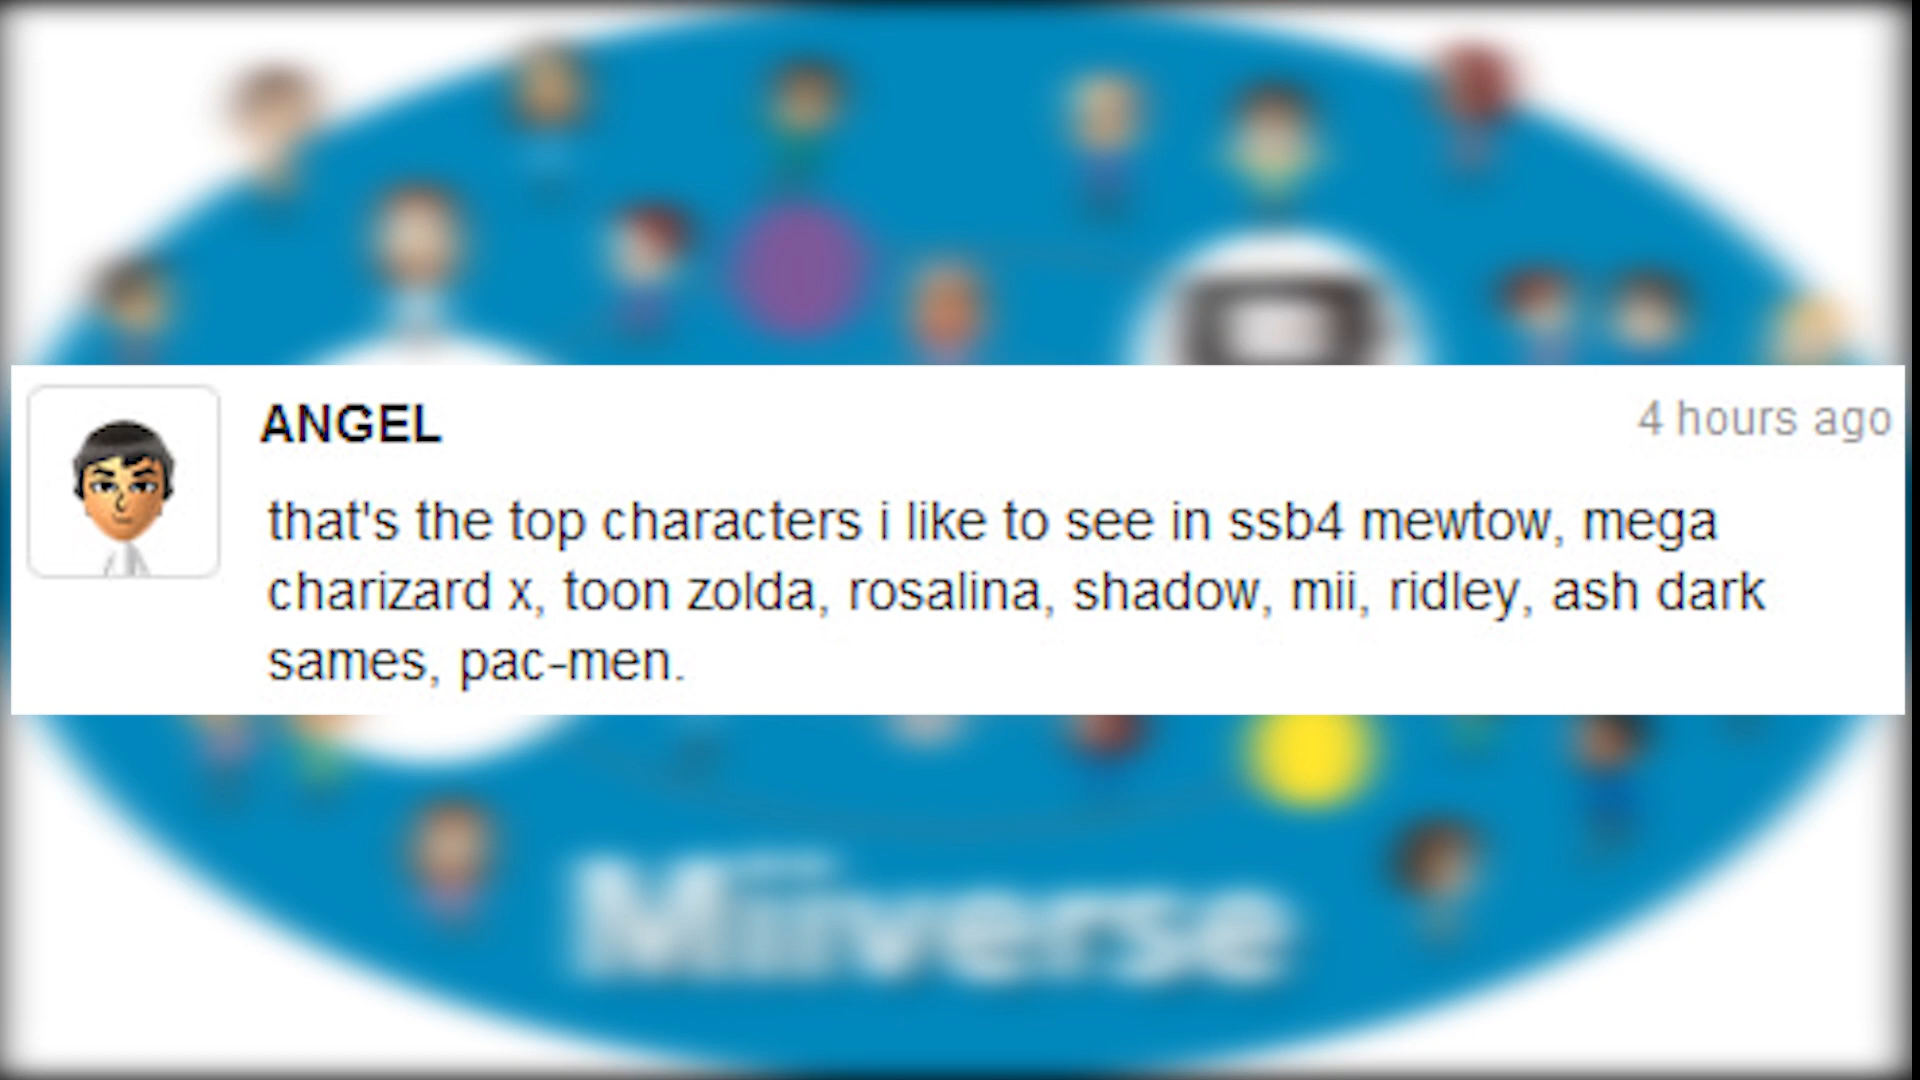 ANGEL
4 hours ago
that's the top characters i like to see in ssb4 mewtow, mega
charizard x, toon zolda, rosalina, shadow, mii, ridley, ash dark
sames, pac-men.
Miiverse